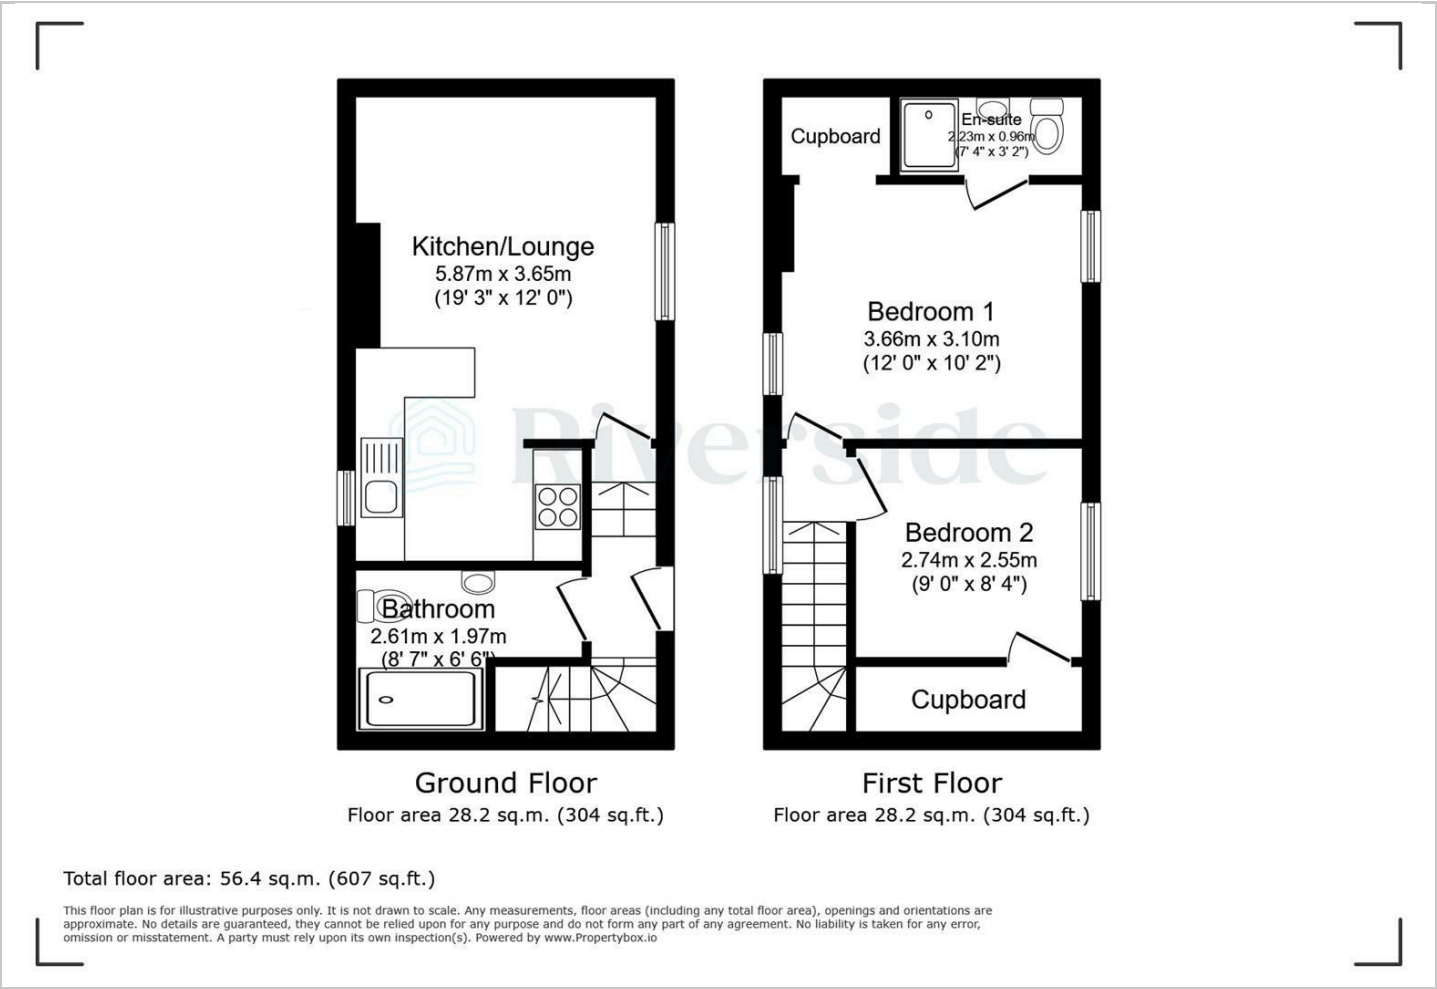 Kitchen/Lounge
5.87m x 3.65m
(19' 3" x 12' 0")
Bathroom
2.61m x 1.97m
(8' 7" x 6' 6")
Cupboard
En-suite
2.23m x 0.96m
(7' 4" x 3' 2")
Bedroom 1
3.66m x 3.10m
(12' 0" x 10' 2")
Riverside
Bedroom 2
2.74m x 2.55m
(9' 0" x 8' 4")
Cupboard
Ground Floor
Floor area 28.2 sq.m. (304 sq.ft.)
First Floor
Floor area 28.2 sq.m. (304 sq.ft.)
Total floor area: 56.4 sq.m. (607 sq.ft.)
This floor plan is for illustrative purposes only. It is not drawn to scale. Any measurements, floor areas (including any total floor area), openings and orientations are
approximate. No details are guaranteed, they cannot be relied upon for any purpose and do not form any part of any agreement. No liability is taken for any error,
omission or misstatement. A party must rely upon its own inspection(s). Powered by www.Propertybox.io